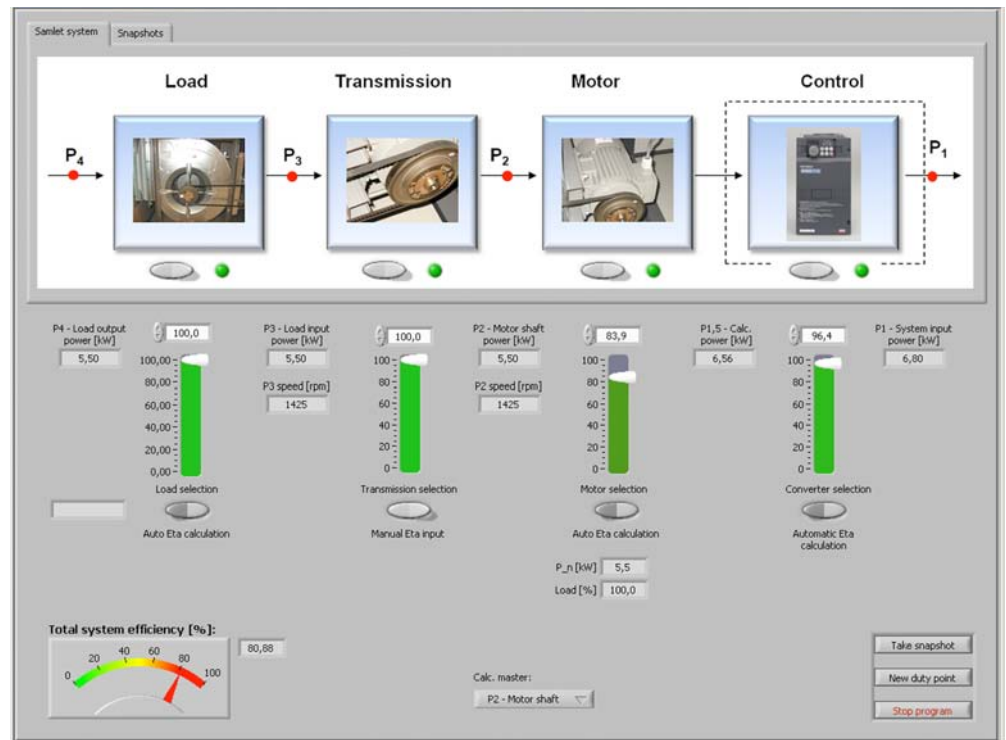 Samlet system
Snapshots
Load
Transmission
Motor
Control
P4
P3
P2
P1
P4 - Load output power [kW]
5,50
100,0
100,00
80,00
60,00
40,00
20,00
0,00
Load selection
Auto Eta calculation
P3 - Load input power [kW]
5,50
P3 speed [rpm]
1425
100,0
100
80
60
40
20
0
Transmission selection
Manual Eta input
P2 - Motor shaft power [kW]
5,50
P2 speed [rpm]
1425
83,9
100
80
60
40
20
0
Motor selection
Auto Eta calculation
P_n [kW] 5,5
Load [%] 100,0
P1,5 - Calc. power [kW]
6,56
96,4
100
80
60
40
20
0
Converter selection
Automatic Eta calculation
P1 - System input power [kW]
6,80
Total system efficiency [%]:
0 20 40 60 80 100
80,88
Calc. master:
P2 - Motor shaft
Take snapshot
New duty point
Stop program